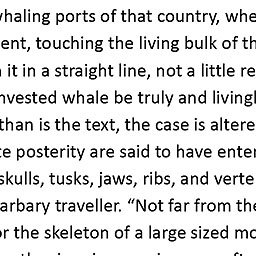 whaling ports of that country, whe
ent, touching the living bulk of th
it in a straight line, not a little re
nvested whale be truly and livingl
than is the text, the case is altere
te posterity are said to have enter
skulls, tusks, jaws, ribs, and verte
arbary traveller. “Not far from the
or the skeleton of a large sized mo